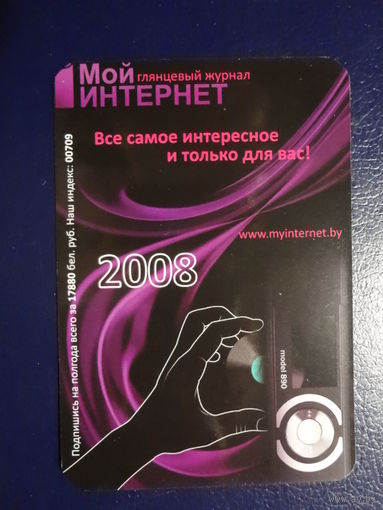 Мой глянцевый журнал
ИНТЕРНЕТ
Все самое интересное
и только для вас!
www.myinternet.by
2008
model 890
Подпишись на полгода всего за 17880 бел. руб. Наш индекс: 00709